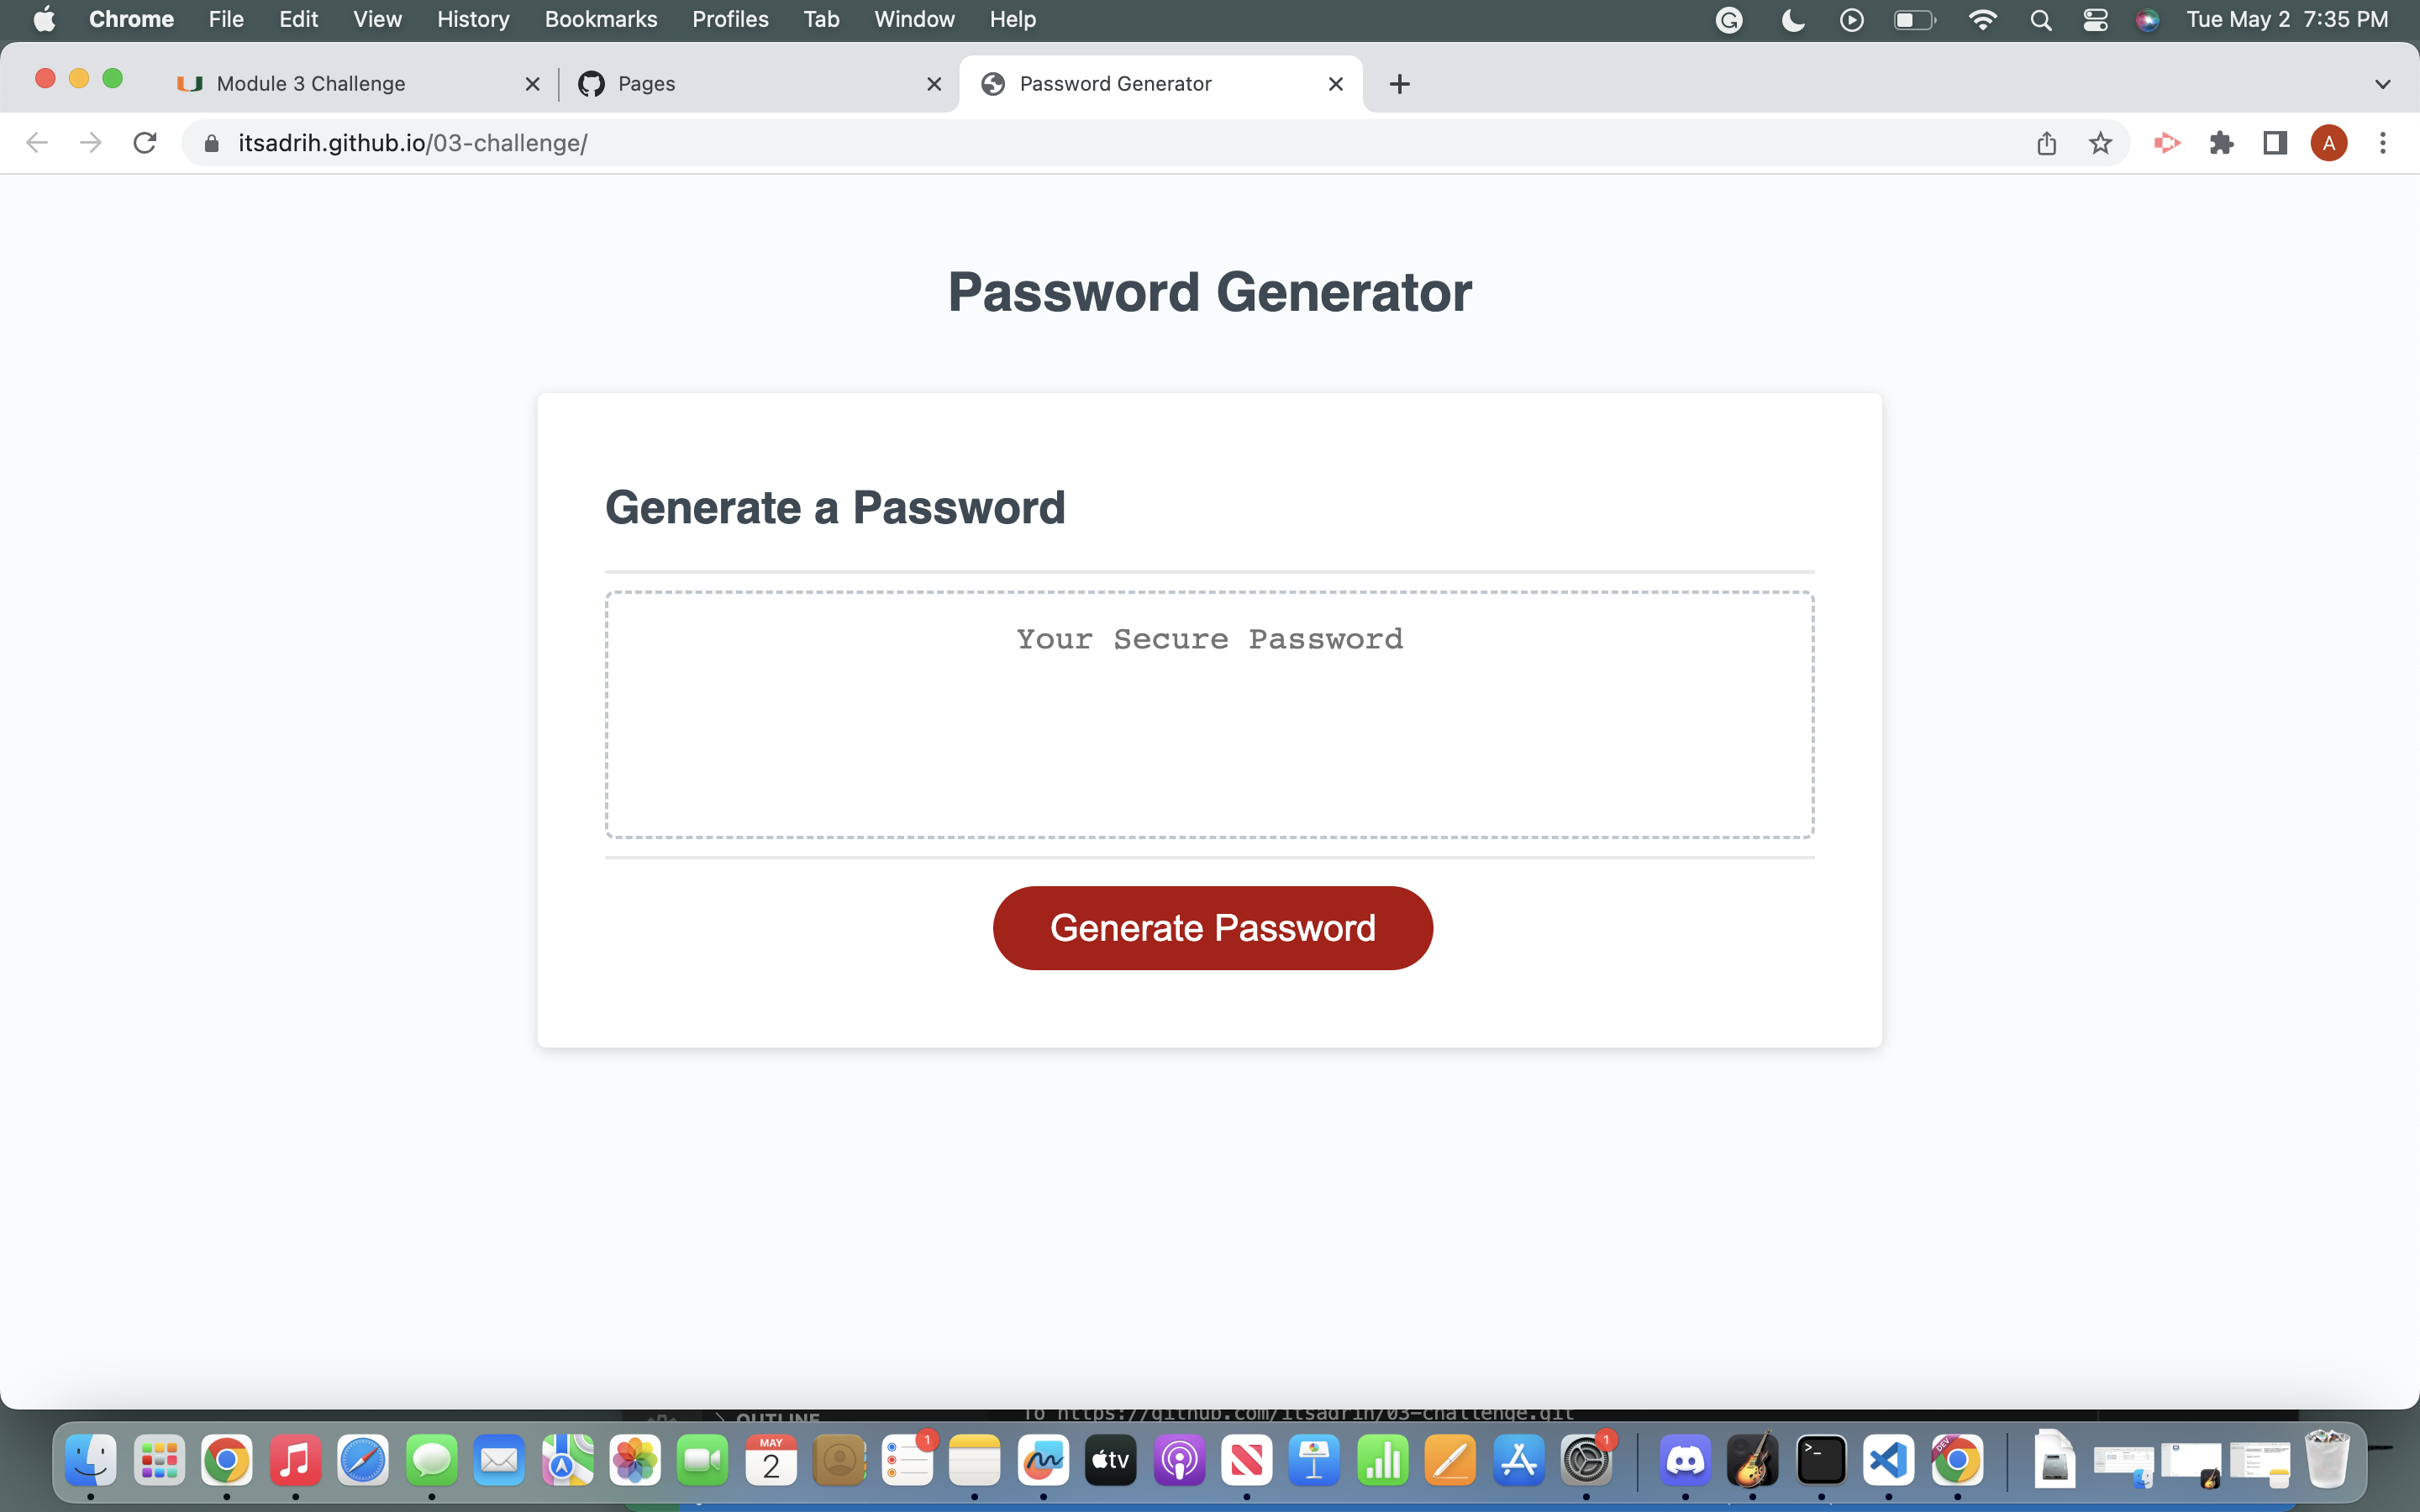 Chrome File Edit View History Bookmarks Profiles Tab Window Help Tue May 2 7:35 PM
Module 3 Challenge Pages Password Generator
itsadrih.github.io/03-challenge/ A
Password Generator
Generate a Password
Your Secure Password
Generate Password
OUTLINE To https://github.com/itsadrih/03-challenge.git
MAY 1 1 DEV
2 tv >_